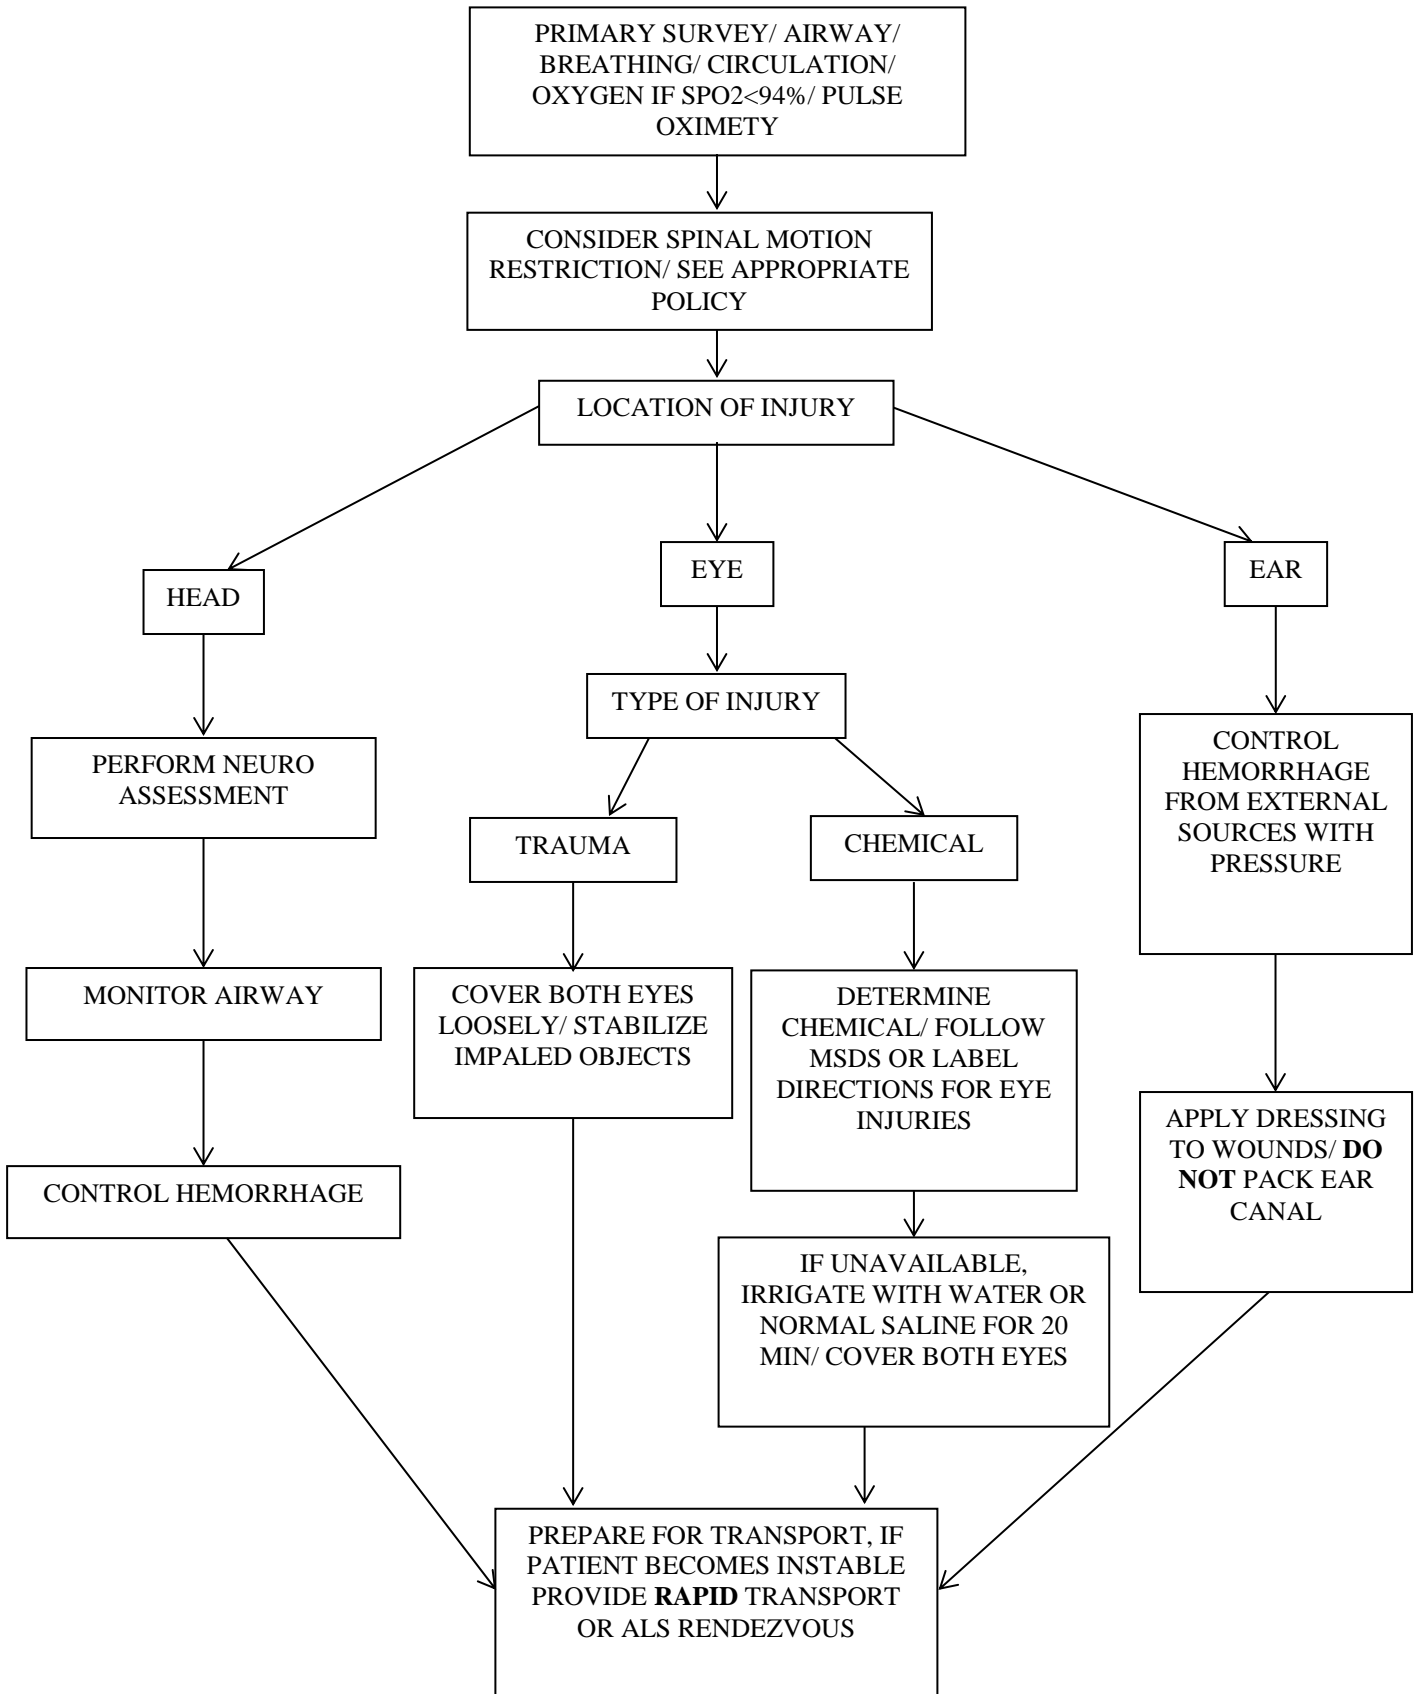 PRIMARY SURVEY/ AIRWAY/
BREATHING/ CIRCULATION/
OXYGEN IF SPO2<94%/ PULSE
OXIMETY
CONSIDER SPINAL MOTION
RESTRICTION/ SEE APPROPRIATE
POLICY
LOCATION OF INJURY
HEAD
EYE
EAR
PERFORM NEURO
ASSESSMENT
MONITOR AIRWAY
CONTROL HEMORRHAGE
TYPE OF INJURY
TRAUMA
COVER BOTH EYES
LOOSELY/ STABILIZE
IMPALED OBJECTS
CHEMICAL
DETERMINE
CHEMICAL/ FOLLOW
MSDS OR LABEL
DIRECTIONS FOR EYE
INJURIES
IF UNAVAILABLE,
IRRIGATE WITH WATER OR
NORMAL SALINE FOR 20
MIN/ COVER BOTH EYES
CONTROL
HEMORRHAGE
FROM EXTERNAL
SOURCES WITH
PRESSURE
APPLY DRESSING
TO WOUNDS/ DO
NOT PACK EAR
CANAL
PREPARE FOR TRANSPORT, IF
PATIENT BECOMES INSTABLE
PROVIDE RAPID TRANSPORT
OR ALS RENDEZVOUS